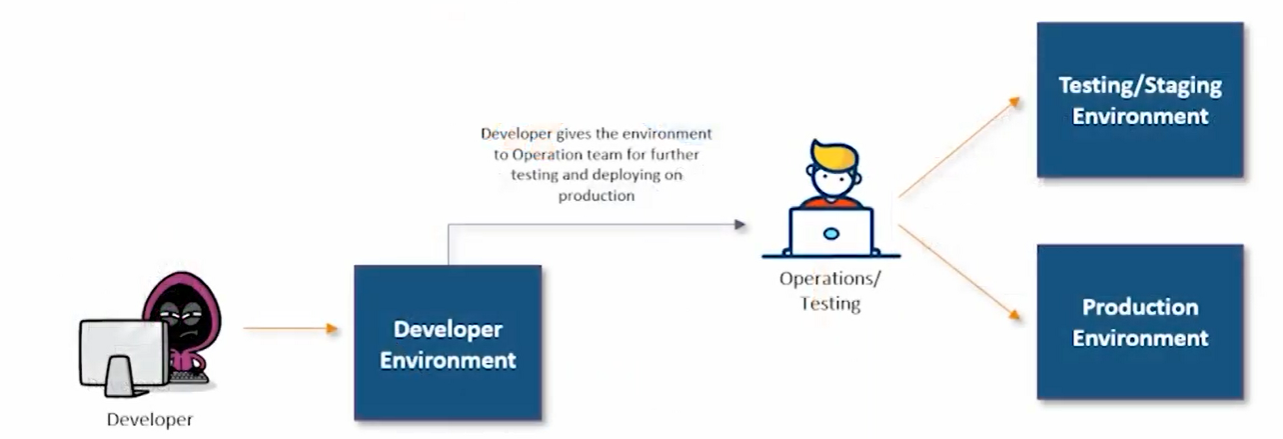 Testing/Staging
Environment
Developer gives the environment
to Operation team for further
testing and deploying on
production
Operations/
Testing
Production
Environment
Developer
Environment
Developer